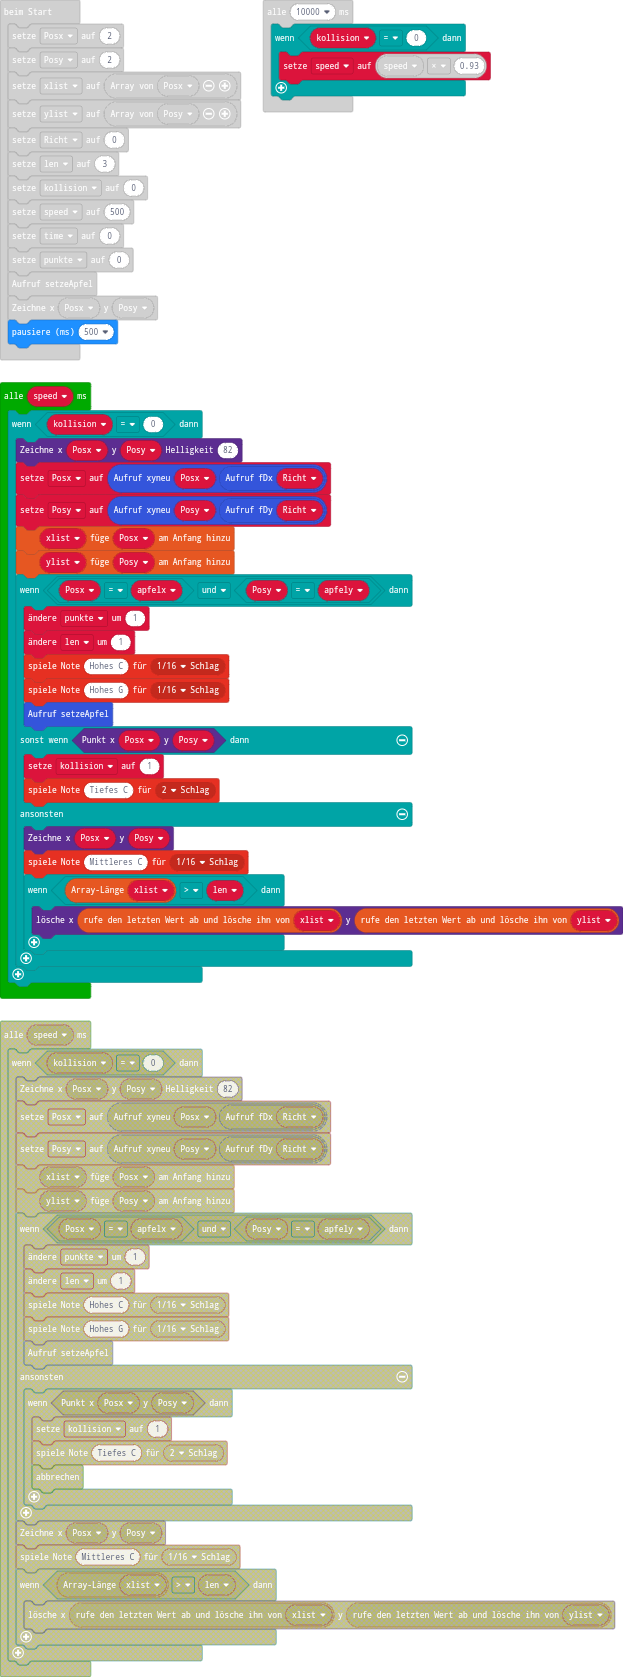 beim Start
setze Posx auf 2
setze Posy auf 2
setze xlist auf Array von Posx
setze ylist auf Array von Posy
setze Richt auf 0
setze len auf 3
setze kollision auf 0
setze speed auf 500
setze time auf 0
setze punkte auf 0
Aufruf setzeApfel
Zeichne x Posx y Posy
pausiere (ms) 500
alle 10000 ms
wenn kollision = 0 dann
setze speed auf speed × 0.93
alle speed ms
wenn kollision = 0 dann
Zeichne x Posx y Posy Helligkeit 82
setze Posx auf Aufruf xyneu Posx Aufruf fDx Richt
setze Posy auf Aufruf xyneu Posy Aufruf fDy Richt
xlist füge Posx am Anfang hinzu
ylist füge Posy am Anfang hinzu
wenn Posx = apfelx und Posy = apfely dann
ändere punkte um 1
ändere len um 1
spiele Note Hohes C für 1/16 Schlag
spiele Note Hohes G für 1/16 Schlag
Aufruf setzeApfel
sonst wenn Punkt x Posx y Posy dann
setze kollision auf 1
spiele Note Tiefes C für 2 Schlag
ansonsten
Zeichne x Posx y Posy
spiele Note Mittleres C für 1/16 Schlag
wenn Array-Länge xlist > len dann
lösche x rufe den letzten Wert ab und lösche ihn von xlist y rufe den letzten Wert ab und lösche ihn von ylist
alle speed ms
wenn kollision = 0 dann
Zeichne x Posx y Posy Helligkeit 82
setze Posx auf Aufruf xyneu Posx Aufruf fDx Richt
setze Posy auf Aufruf xyneu Posy Aufruf fDy Richt
xlist füge Posx am Anfang hinzu
ylist füge Posy am Anfang hinzu
wenn Posx = apfelx und Posy = apfely dann
ändere punkte um 1
ändere len um 1
spiele Note Hohes C für 1/16 Schlag
spiele Note Hohes G für 1/16 Schlag
Aufruf setzeApfel
ansonsten
wenn Punkt x Posx y Posy dann
setze kollision auf 1
spiele Note Tiefes C für 2 Schlag
abbrechen
Zeichne x Posx y Posy
spiele Note Mittleres C für 1/16 Schlag
wenn Array-Länge xlist > len dann
lösche x rufe den letzten Wert ab und lösche ihn von xlist y rufe den letzten Wert ab und lösche ihn von ylist